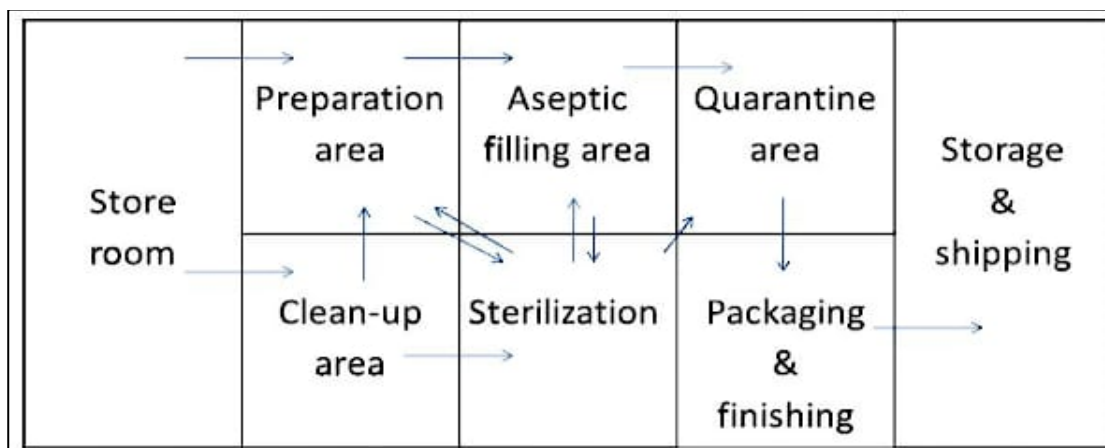 Store
room
Preparation
area
Clean-up
area
Aseptic
filling area
Sterilization
Quarantine
area
Packaging
&
finishing
Storage
&
shipping